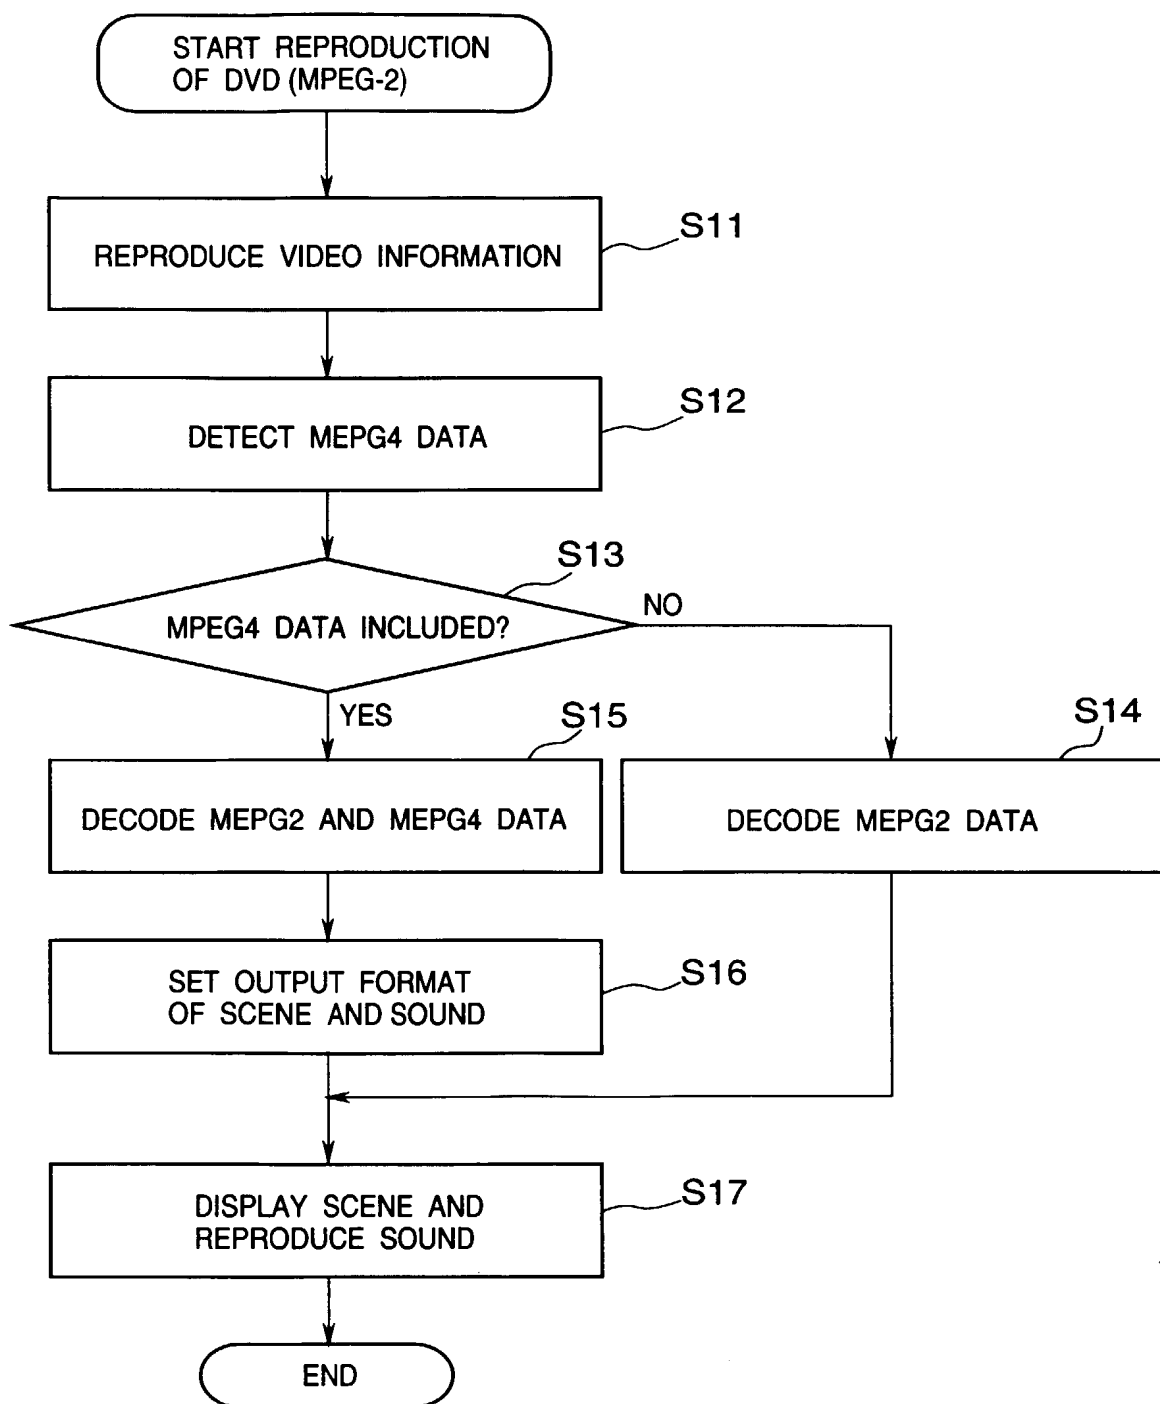 START REPRODUCTION
OF DVD (MPEG-2)
S11
REPRODUCE VIDEO INFORMATION
S12
DETECT MEPG4 DATA
S13
MPEG4 DATA INCLUDED?
NO
YES
S15
S14
DECODE MEPG2 AND MEPG4 DATA
DECODE MEPG2 DATA
S16
SET OUTPUT FORMAT
OF SCENE AND SOUND
S17
DISPLAY SCENE AND
REPRODUCE SOUND
END